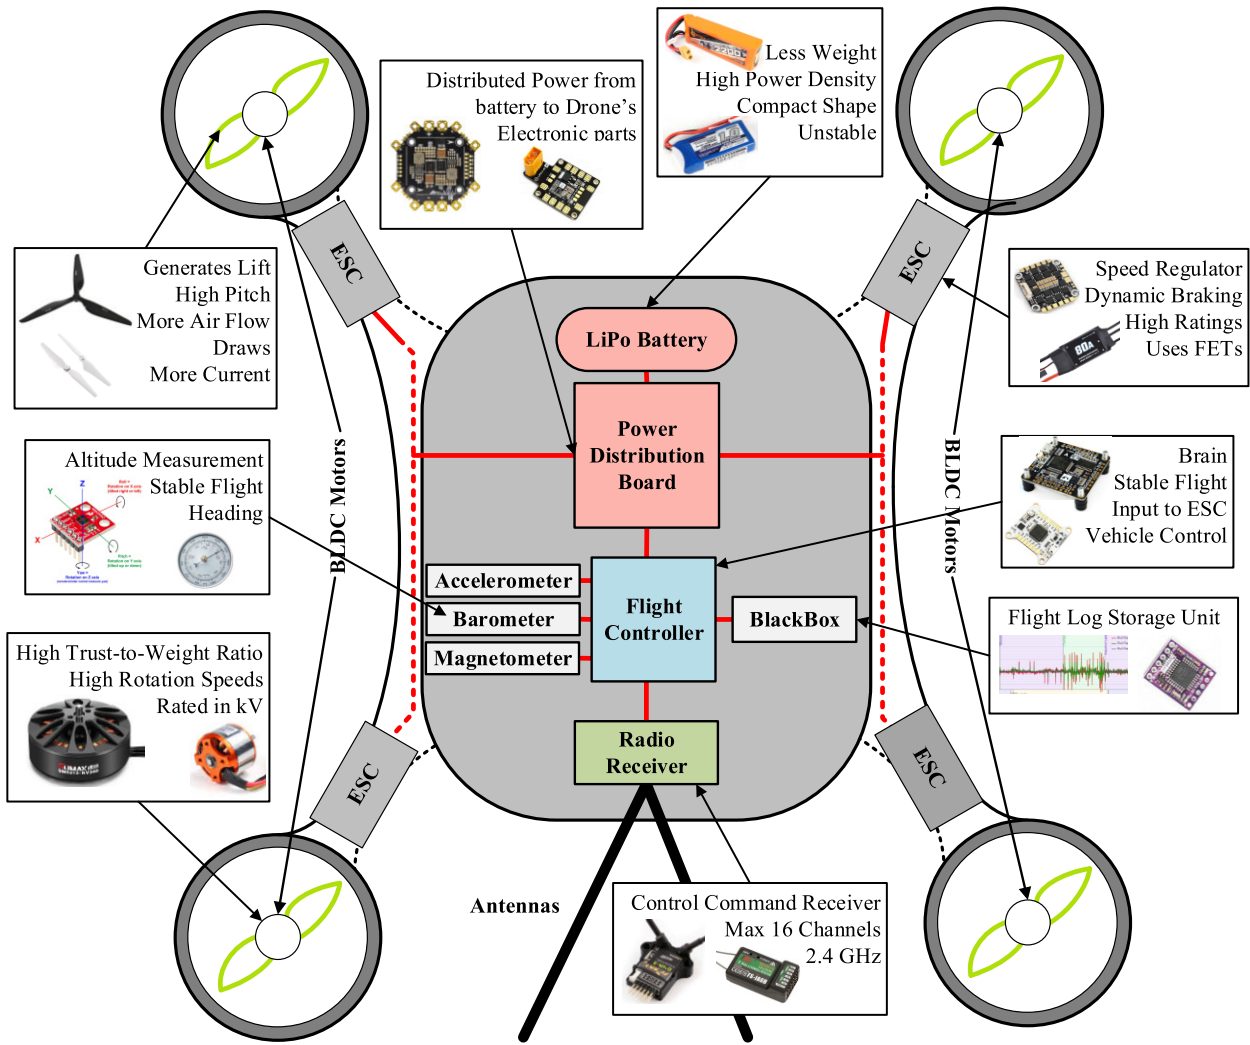 Less Weight
High Power Density
Compact Shape
Unstable
Distributed Power from
battery to Drone's
Electronic parts
ESC
ESC
Generates Lift
High Pitch
More Air Flow
Draws
More Current
Speed Regulator
Dynamic Braking
High Ratings
Uses FETs
80A
LiPo Battery
Power
Distribution
Board
BLDC Motors
BLDC Motors
Altitude Measurement
Stable Flight
Heading
Z
Y
X
Brain
Stable Flight
Input to ESC
Vehicle Control
Accelerometer
Barometer
Magnetometer
Flight
Controller
BlackBox
Flight Log Storage Unit
High Trust-to-Weight Ratio
High Rotation Speeds
Rated in kV
Radio
Receiver
ESC
ESC
Antennas
Control Command Receiver
Max 16 Channels
2.4 GHz